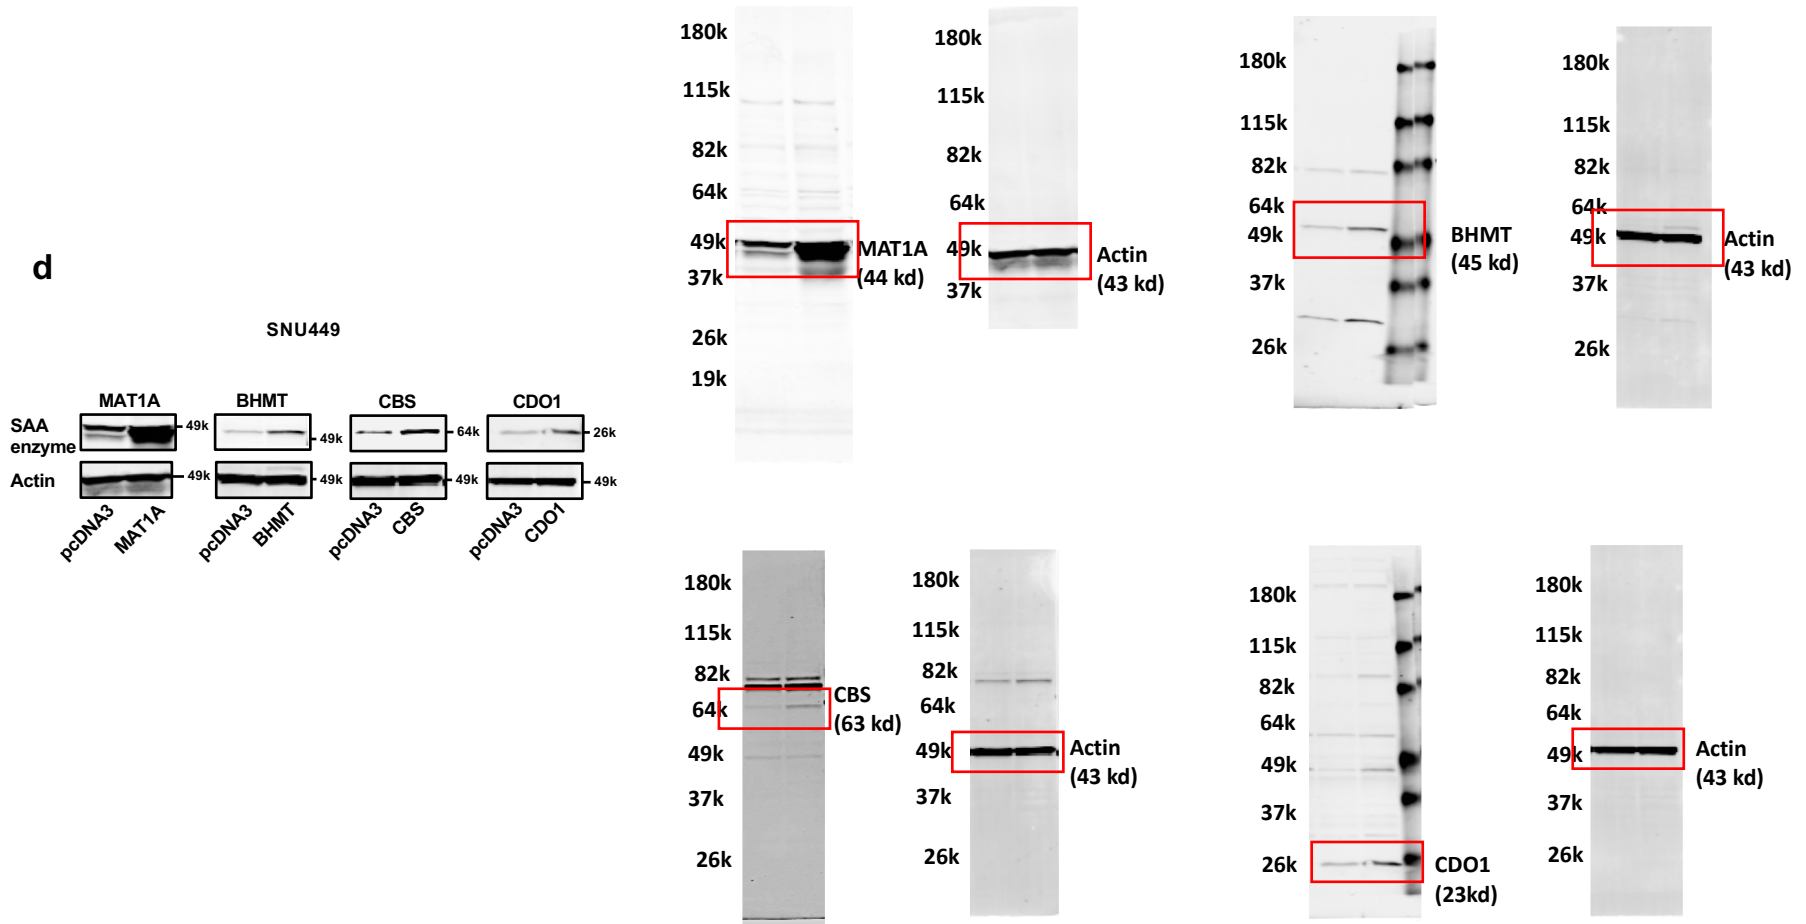 d
SNU449
MAT1A BHMT CBS CDO1
SAA
enzyme
49k 49k 64k 26k
Actin
49k 49k 49k 49k
pcDNA3 MAT1A pcDNA3 BHMT pcDNA3 CBS pcDNA3 CDO1
180k
115k
82k
64k
49k
37k
26k
19k
MAT1A
(44 kd)
180k
115k
82k
64k
49k
37k
Actin
(43 kd)
180k
115k
82k
64k
49k
37k
26k
BHMT
(45 kd)
180k
115k
82k
64k
49k
37k
26k
Actin
(43 kd)
180k
115k
82k
64k
49k
37k
26k
CBS
(63 kd)
180k
115k
82k
64k
49k
37k
26k
Actin
(43 kd)
180k
115k
82k
64k
49k
37k
26k
CDO1
(23kd)
180k
115k
82k
64k
49k
37k
26k
Actin
(43 kd)